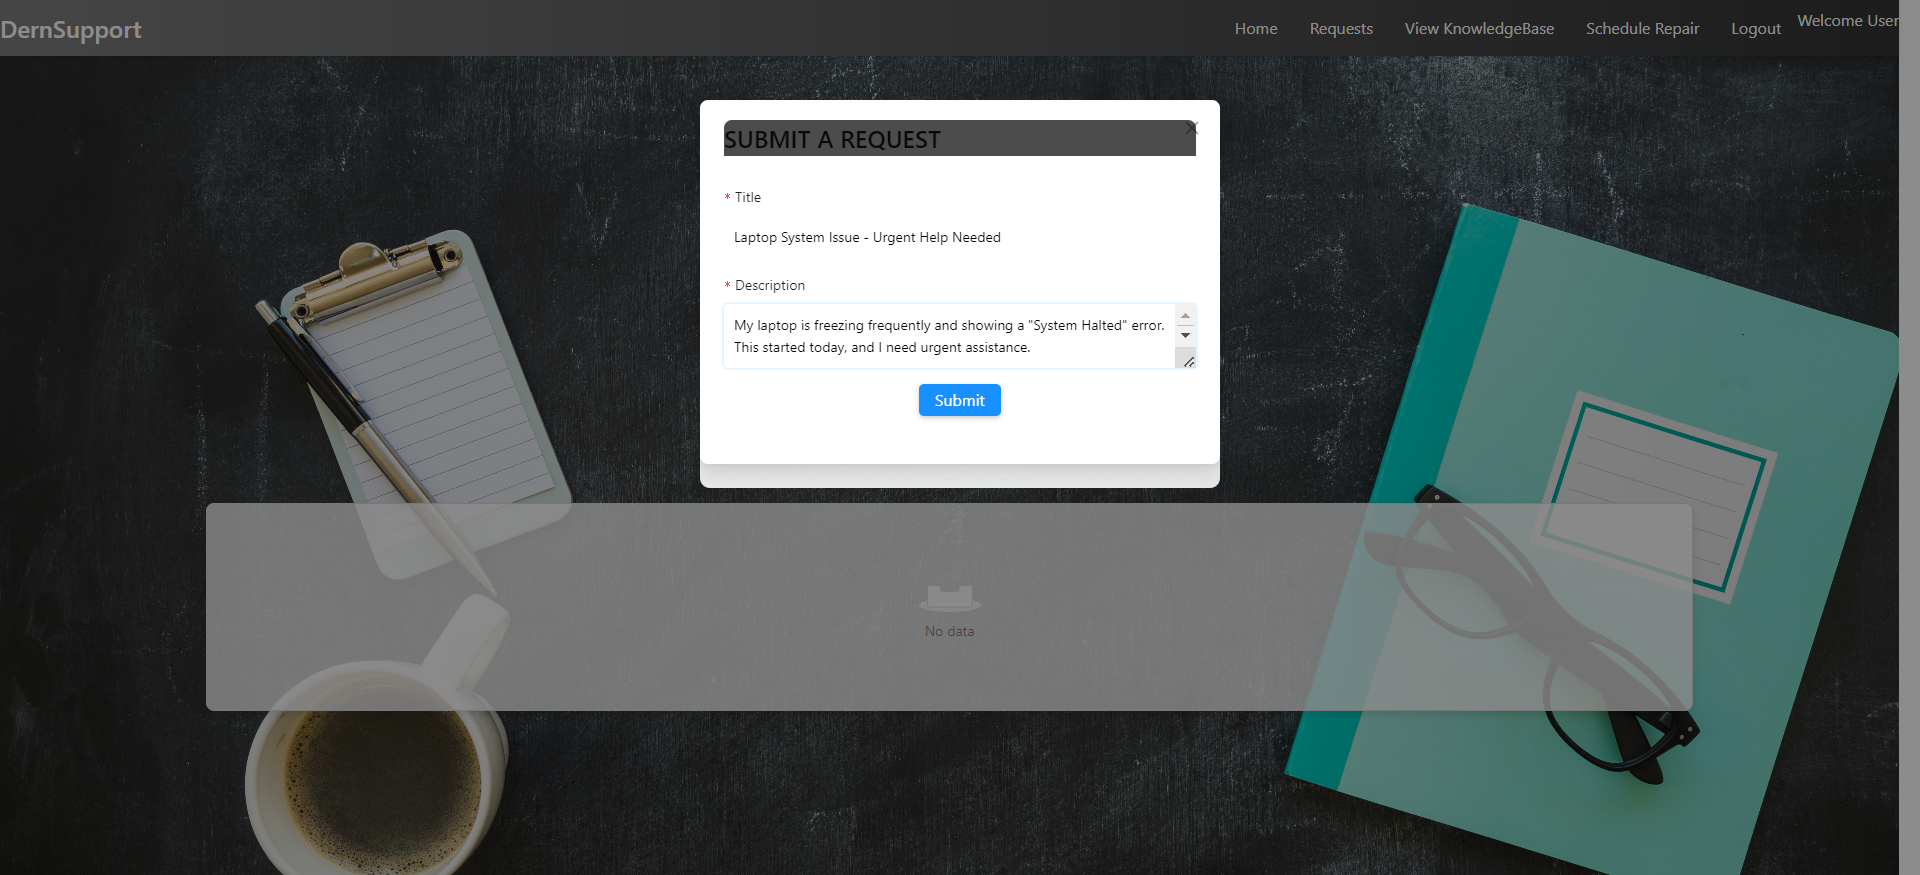 DernSupport
Home Requests View KnowledgeBase Schedule Repair Logout Welcome User
SUBMIT A REQUEST
* Title
Laptop System Issue - Urgent Help Needed
* Description
My laptop is freezing frequently and showing a "System Halted" error.
This started today, and I need urgent assistance.
Submit
No data